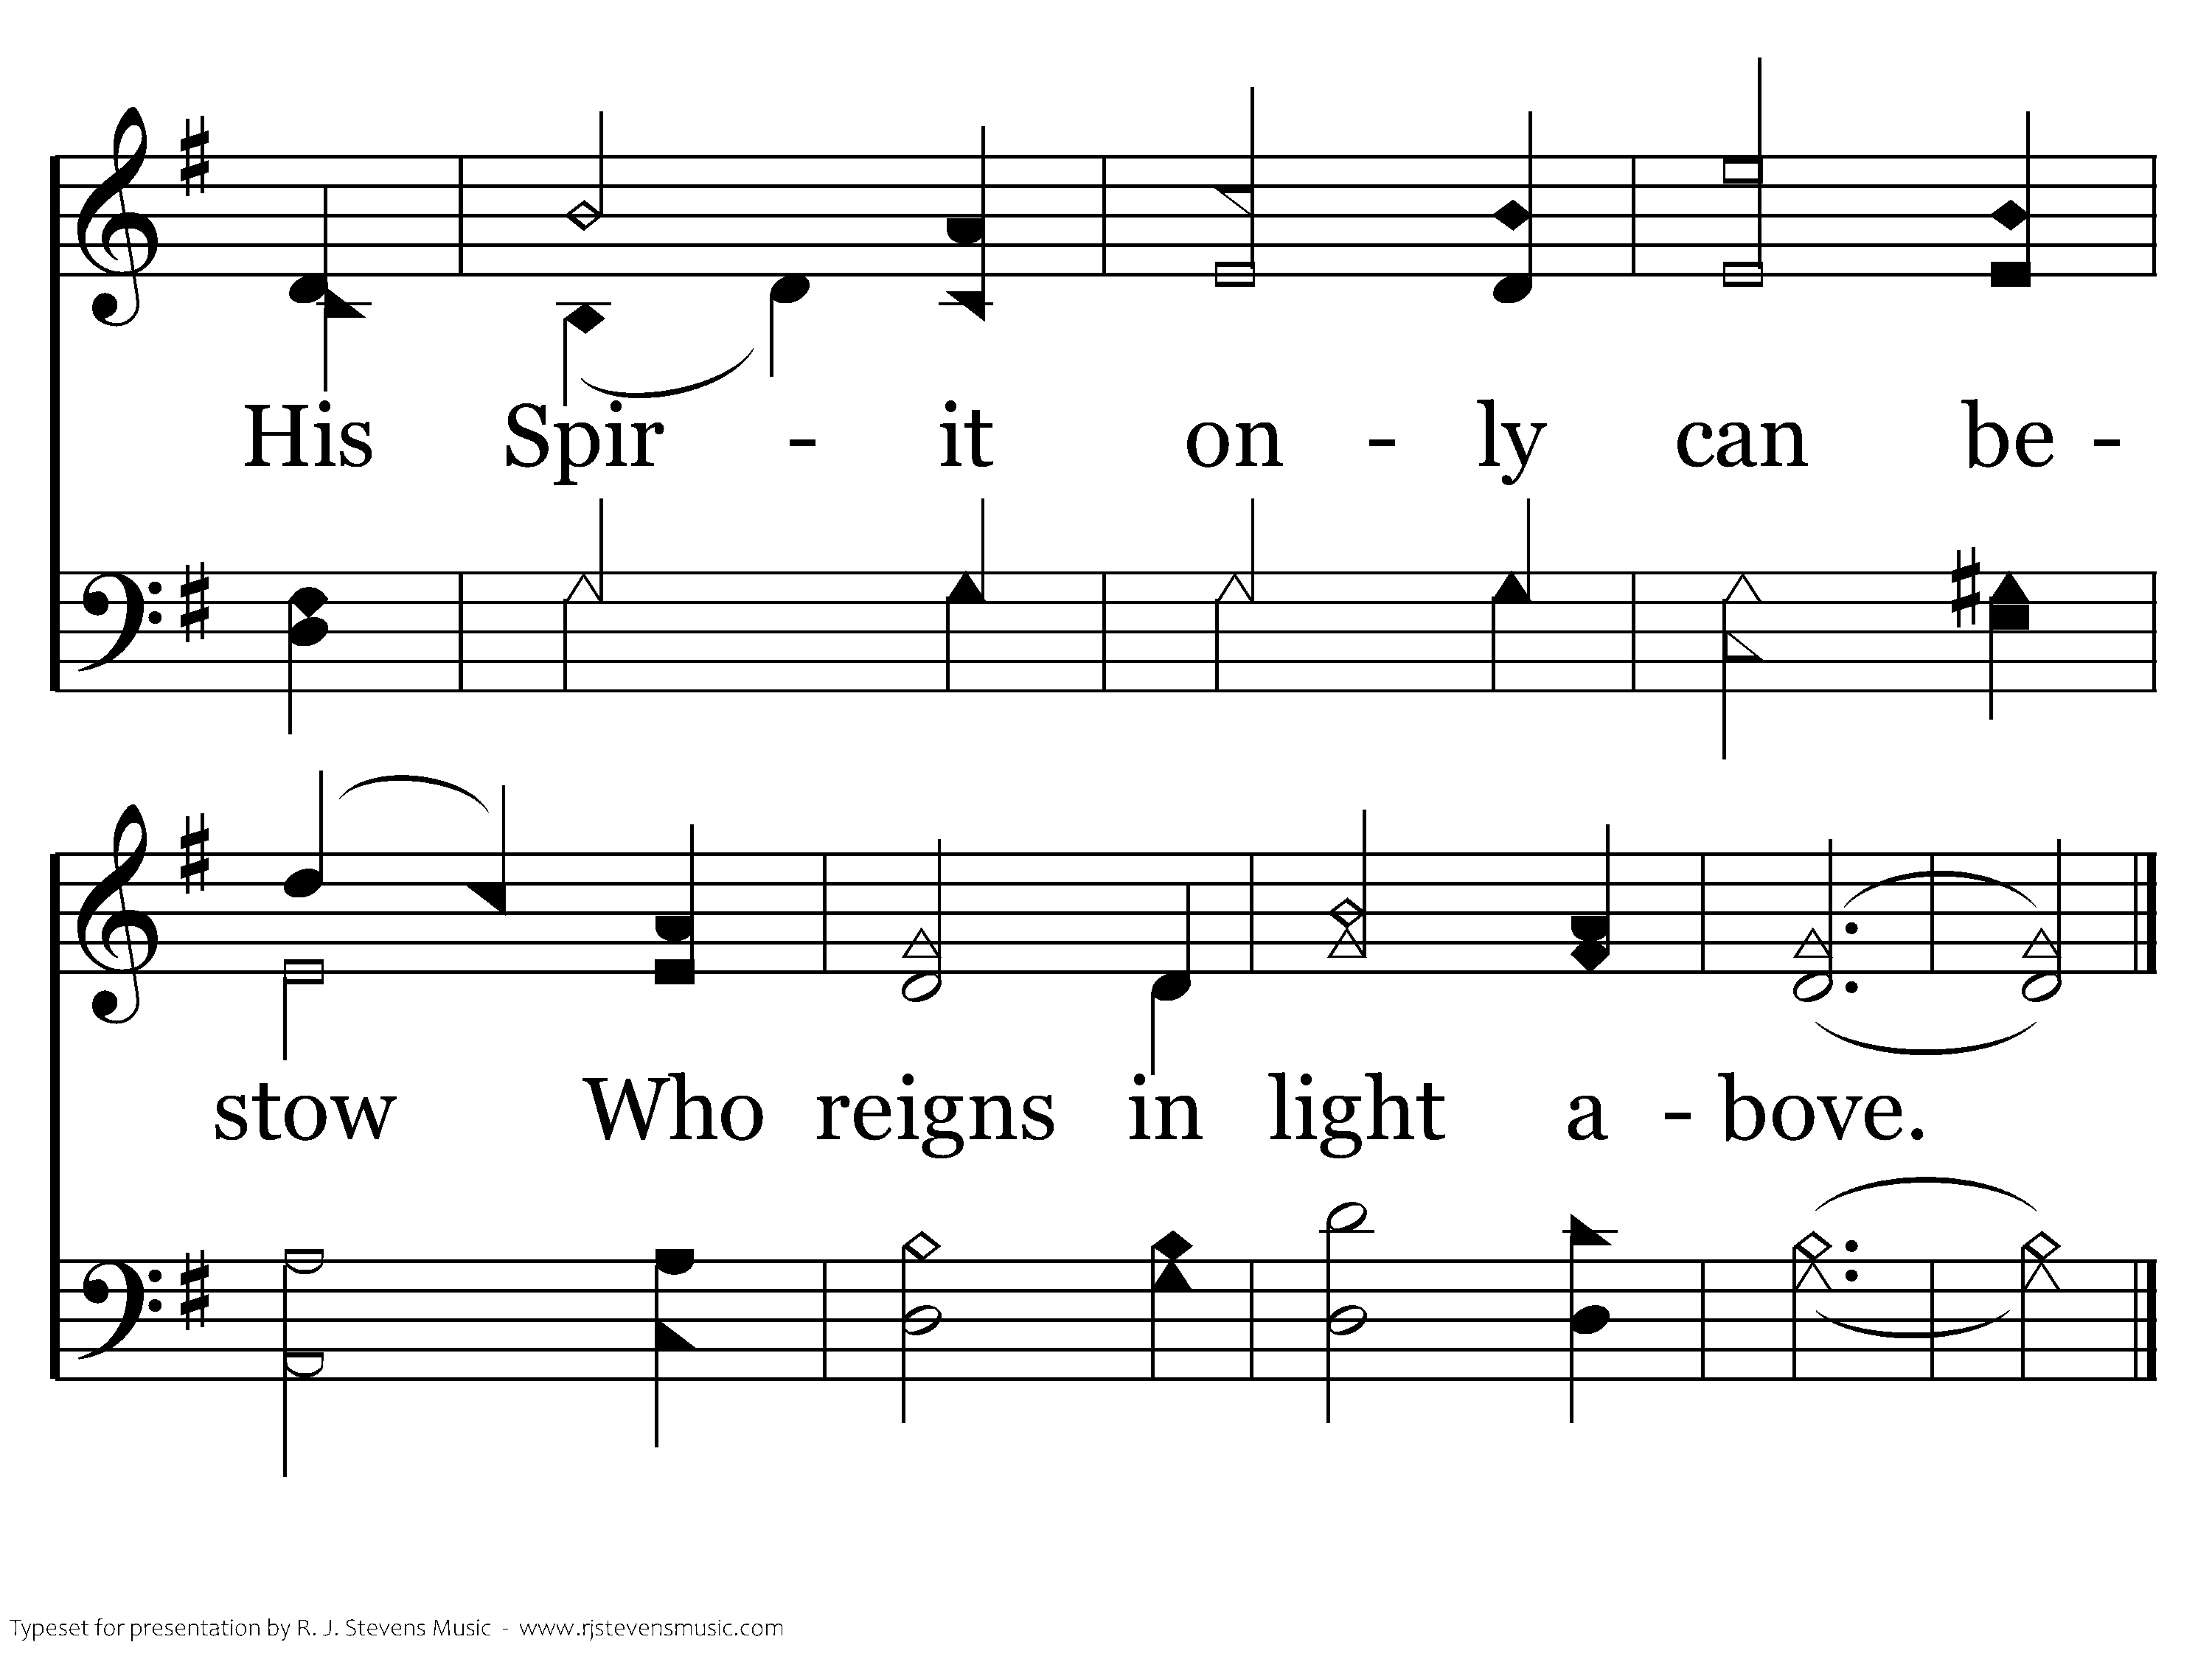 His Spir - it on - ly can be -
stow Who reigns in light a - bove.
Typeset for presentation by R. J. Stevens Music - www.rjstevensmusic.com